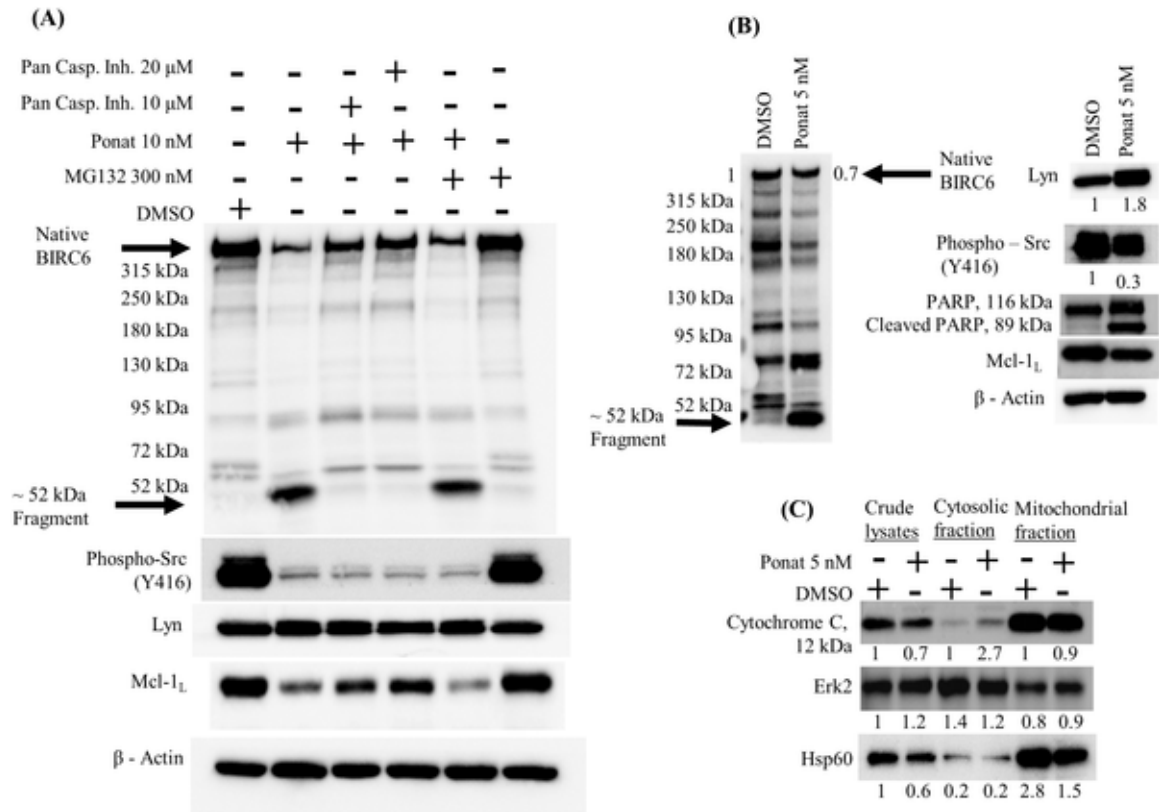 (A)
Pan Casp. Inh. 20 μM - - - + - -
Pan Casp. Inh. 10 μM - - + - - -
Ponat 10 nM - + + + + -
MG132 300 nM - - - - + +
DMSO + - - - - -
Native
BIRC6
315 kDa
250 kDa
180 kDa
130 kDa
95 kDa
72 kDa
52 kDa
~ 52 kDa
Fragment
Phospho-Src
(Y416)
Lyn
Mcl-1L
β - Actin
(B)
DMSO
Ponat 5 nM
1
0.7
Native
BIRC6
315 kDa
250 kDa
180 kDa
130 kDa
95 kDa
72 kDa
52 kDa
~ 52 kDa
Fragment
DMSO
Ponat 5 nM
Lyn
1 1.8
Phospho – Src
(Y416)
1 0.3
PARP, 116 kDa
Cleaved PARP, 89 kDa
Mcl-1L
β - Actin
(C)
Crude lysates
Cytosolic fraction
Mitochondrial fraction
Ponat 5 nM - + - + - +
DMSO + - + - + -
Cytochrome C,
12 kDa
1 0.7 1 2.7 1 0.9
Erk2
1 1.2 1.4 1.2 0.8 0.9
Hsp60
1 0.6 0.2 0.2 2.8 1.5